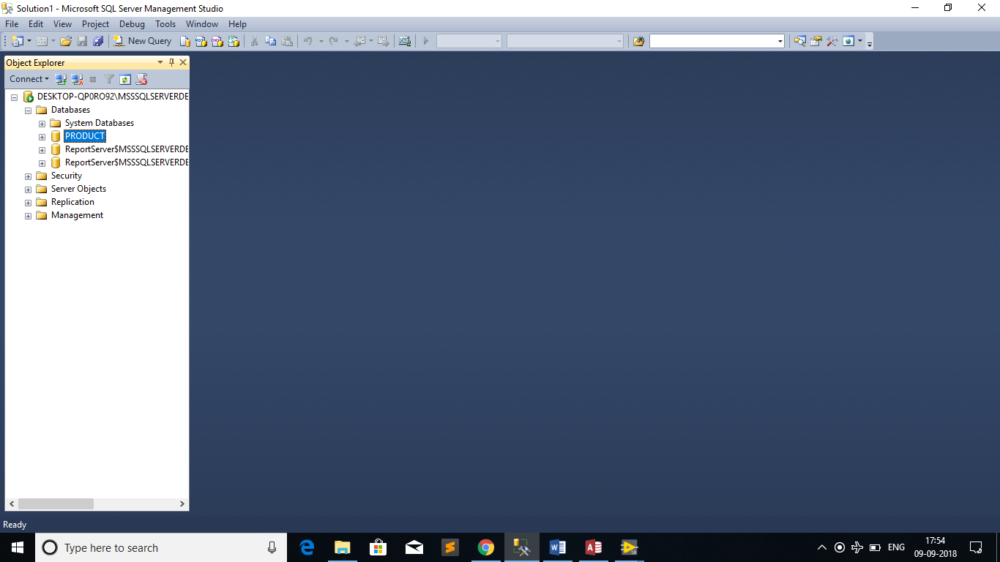 Solution1 - Microsoft SQL Server Management Studio
File Edit View Project Debug Tools Window Help
New Query
Object Explorer
Connect
DESKTOP-QP0RO92\MSSSQLSERVERDE
Databases
System Databases
PRODUCT
ReportServer$MSSSQLSERVERDE
ReportServer$MSSSQLSERVERDE
Security
Server Objects
Replication
Management
Ready
Type here to search
ENG
17:54
09-09-2018